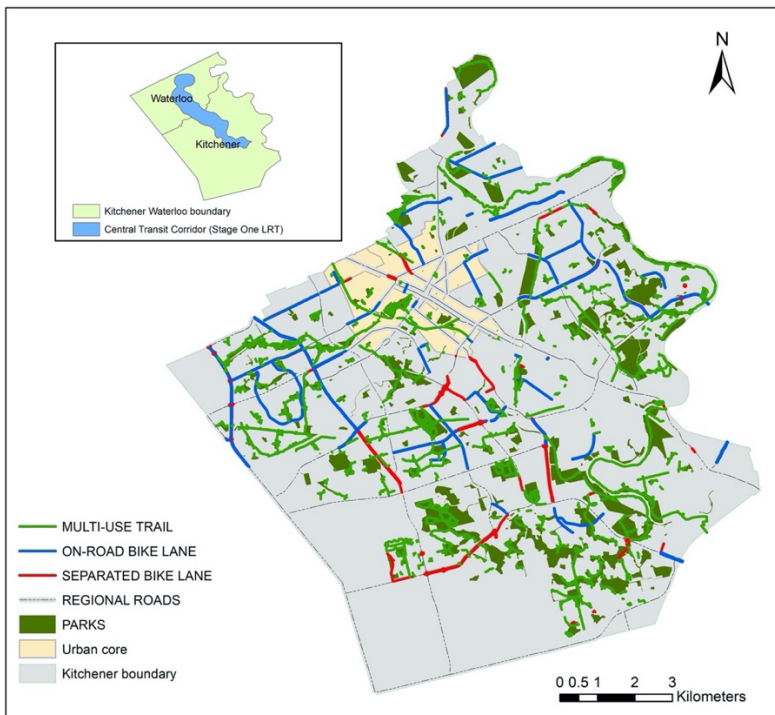 Waterloo
Kitchener
Kitchener Waterloo boundary
Central Transit Corridor (Stage One LRT)
N
MULTI-USE TRAIL
ON-ROAD BIKE LANE
SEPARATED BIKE LANE
REGIONAL ROADS
PARKS
Urban core
Kitchener boundary
0 0.5 1 2 3
Kilometers